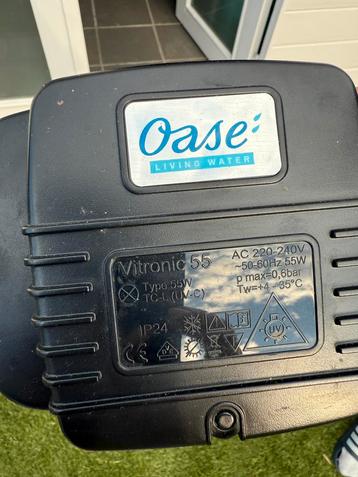 Oase
LIVING WATER
Vitronic 55
Type 55W
TC-L (UV-C)
AC 220-240V
~50-60Hz 55W
p max=0,6bar
Tw=+4 –35°C
IP24
UV